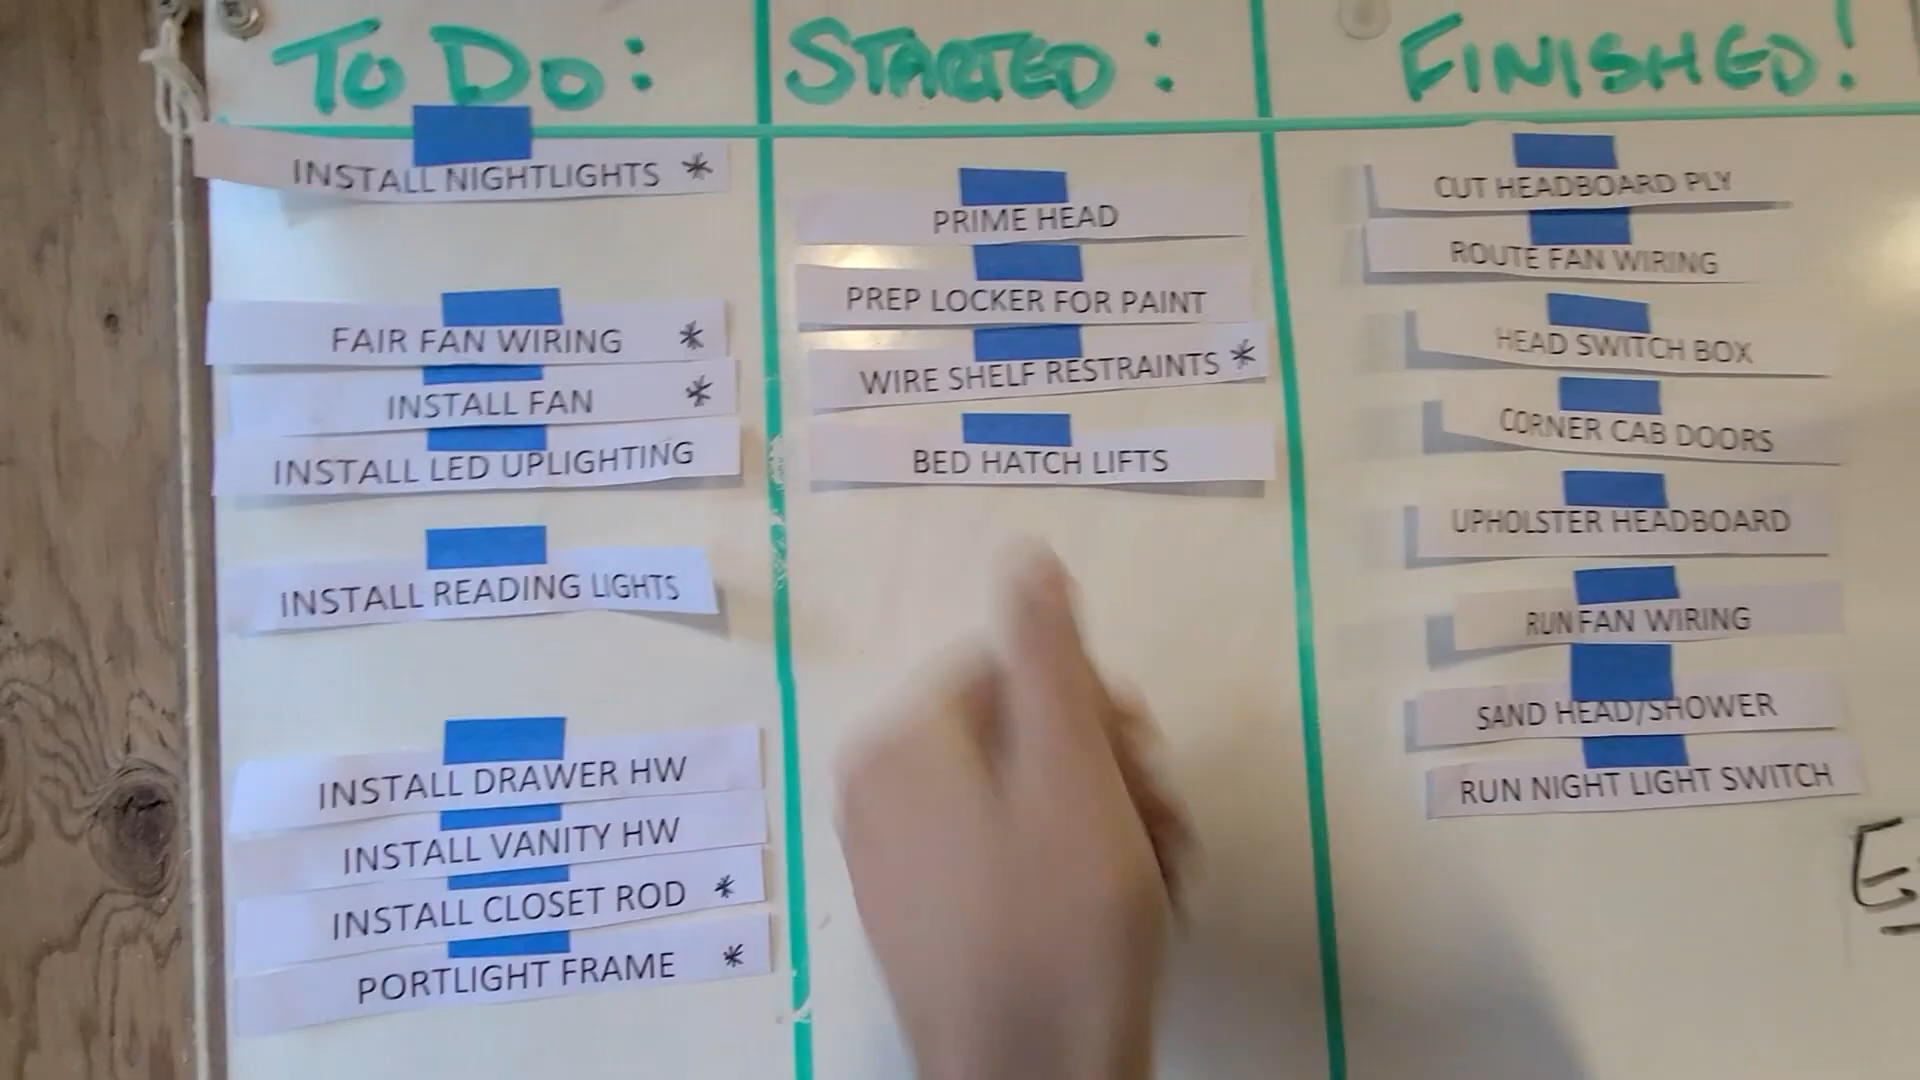 TO DO:
INSTALL NIGHTLIGHTS *
FAIR FAN WIRING *
INSTALL FAN *
INSTALL LED UPLIGHTING
INSTALL READING LIGHTS
INSTALL DRAWER HW
INSTALL VANITY HW
INSTALL CLOSET ROD *
PORTLIGHT FRAME *
STARTED:
PRIME HEAD
PREP LOCKER FOR PAINT
WIRE SHELF RESTRAINTS *
BED HATCH LIFTS
FINISHED!
CUT HEADBOARD PLY
ROUTE FAN WIRING
HEAD SWITCH BOX
CORNER CAB DOORS
UPHOLSTER HEADBOARD
RUN FAN WIRING
SAND HEAD/SHOWER
RUN NIGHT LIGHT SWITCH